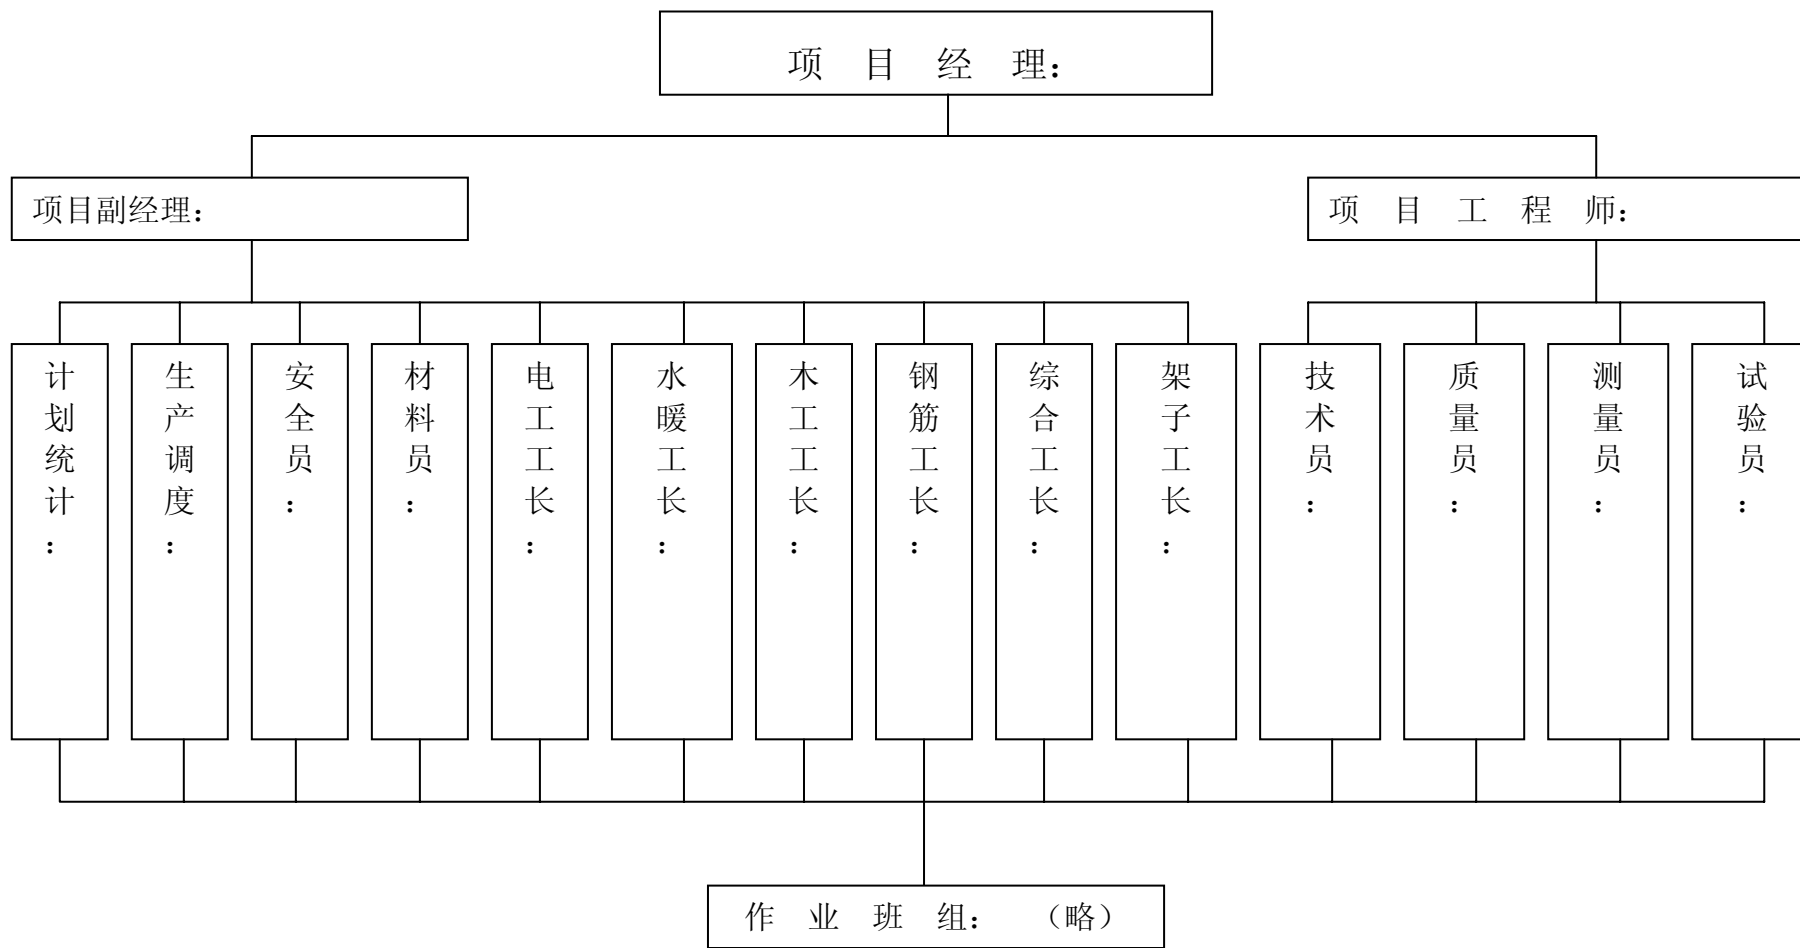 项 目 经 理：
项目副经理：
项 目 工 程 师：
计划统计：
生产调度：
安全员：
材料员：
电工工长：
水暖工长：
木工工长：
钢筋工长：
综合工长：
架子工长：
技术员：
质量员：
测量员：
试验员：
作 业 班 组： （略）